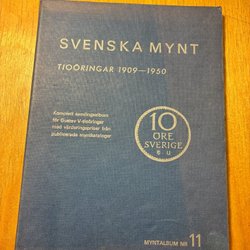 SVENSKA MYNT
TIOÖRINGAR 1909—1950
Komplett samlingsalbum
för Gustav V-tioöringar
med värderingspriser från
publicerade myntkataloger
10
ÖRE
SVERIGE
G U
MYNTALBUM NR 11